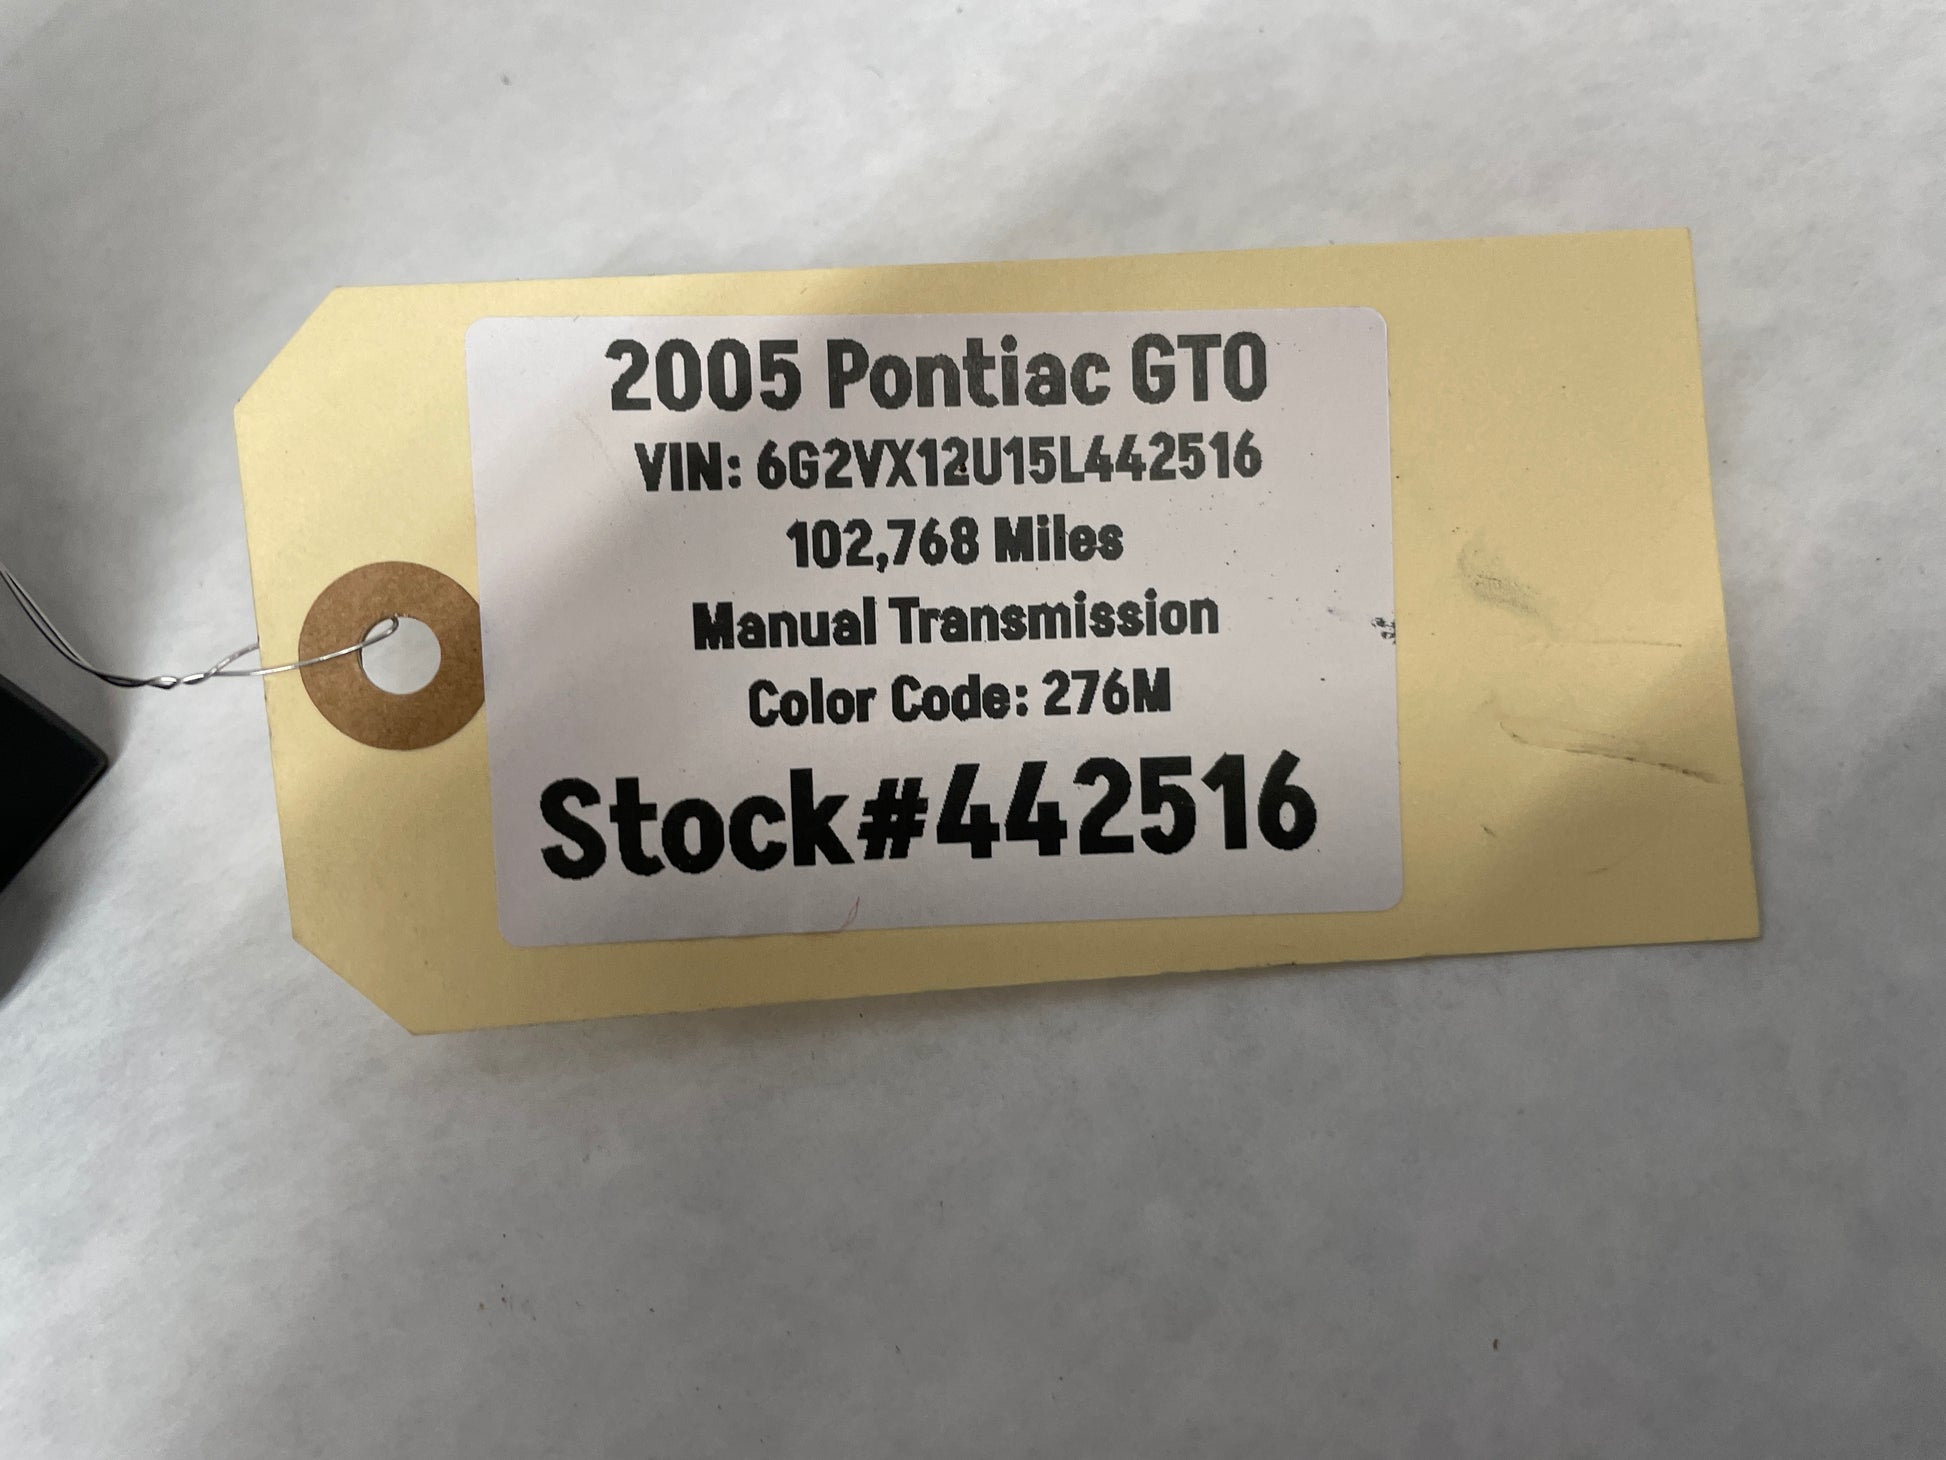 2005 Pontiac GTO
VIN: 6G2VX12U15L442516
102,768 Miles
Manual Transmission
Color Code: 276M
Stock#442516